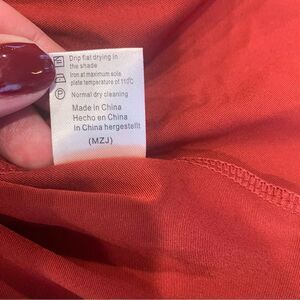 Drip flat drying in
the shade
Iron at maximum sole
plate temperature of 110℃
P Normal dry cleaning
Made in China
Hecho en China
In China hergestellt
(MZJ)